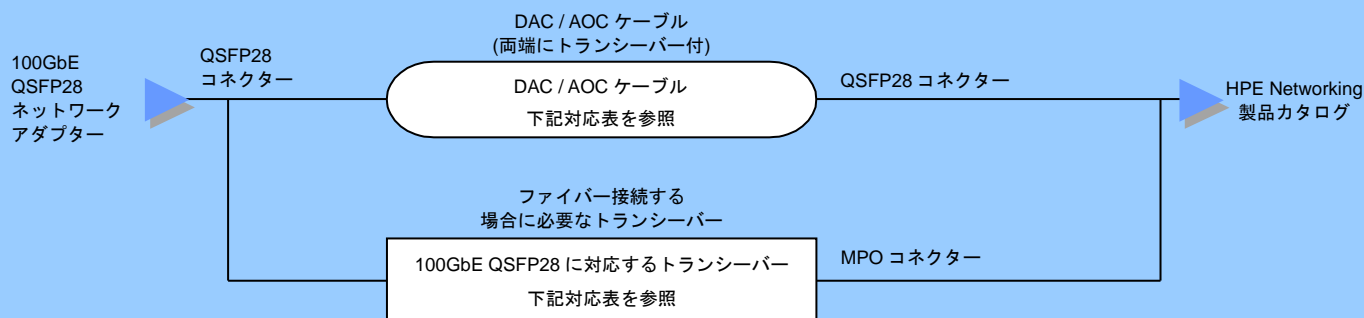 DAC / AOC ケーブル
(両端にトランシーバー付)
100GbE
QSFP28
ネットワーク
アダプター
QSFP28
コネクター
DAC / AOC ケーブル
下記対応表を参照
QSFP28 コネクター
HPE Networking
製品カタログ
ファイバー接続する
場合に必要なトランシーバー
100GbE QSFP28 に対応するトランシーバー
下記対応表を参照
MPO コネクター